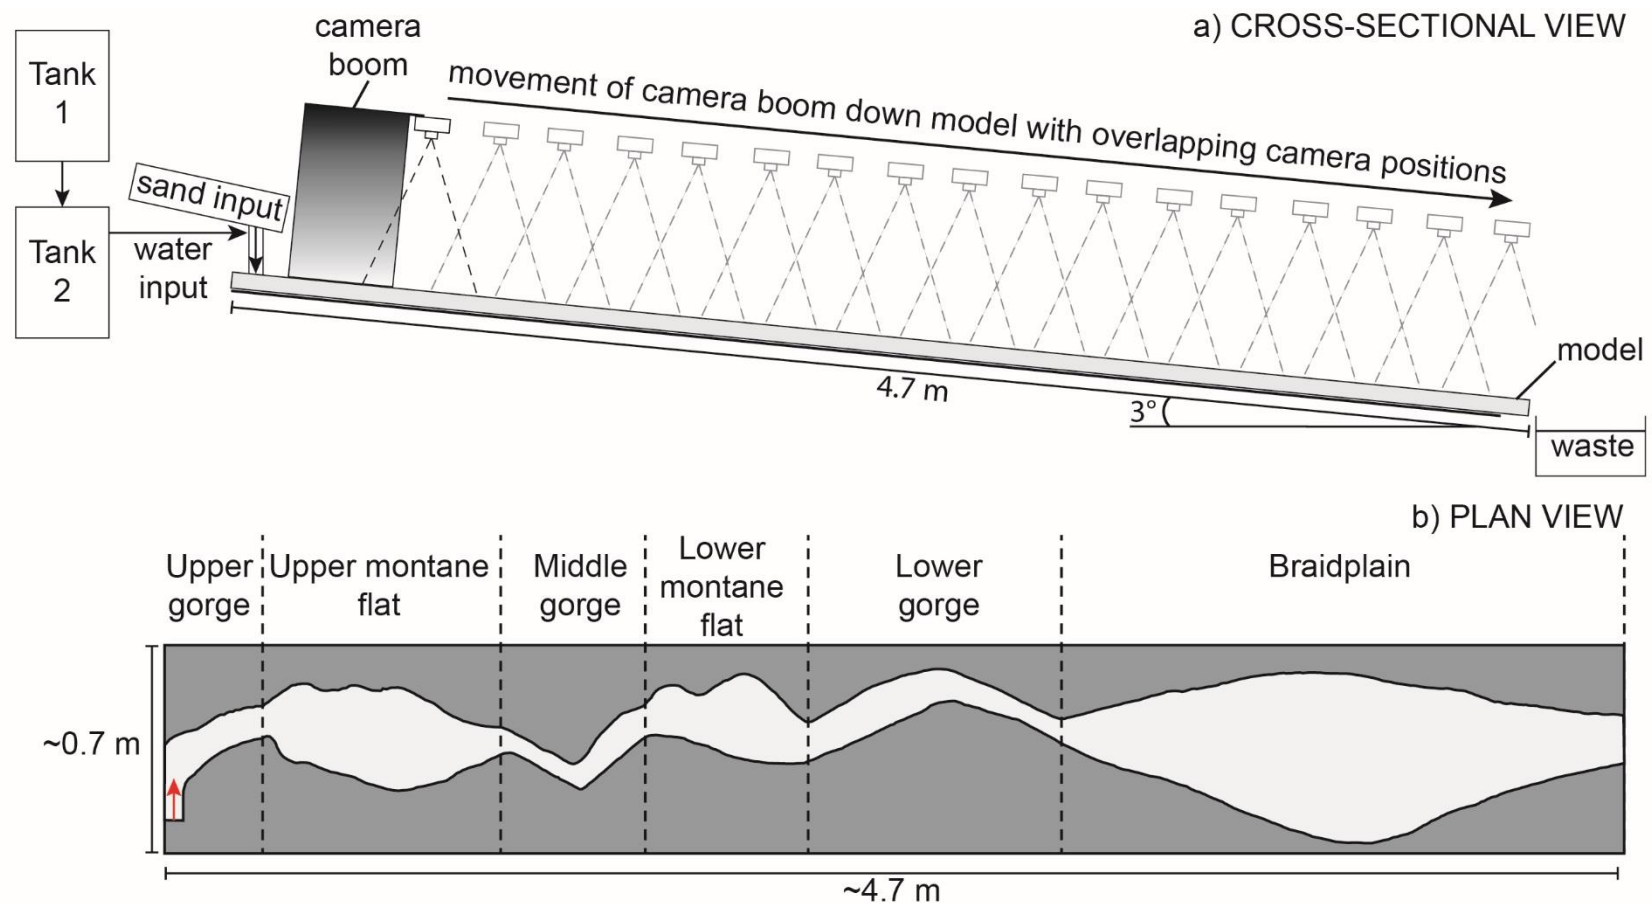 a) CROSS-SECTIONAL VIEW
camera
boom
movement of camera boom down model with overlapping camera positions
Tank
1
sand input
Tank
2
water
input
model
4.7 m
3°
waste
b) PLAN VIEW
Upper
gorge
Upper montane
flat
Middle
gorge
Lower
montane
flat
Lower
gorge
Braidplain
~0.7 m
~4.7 m